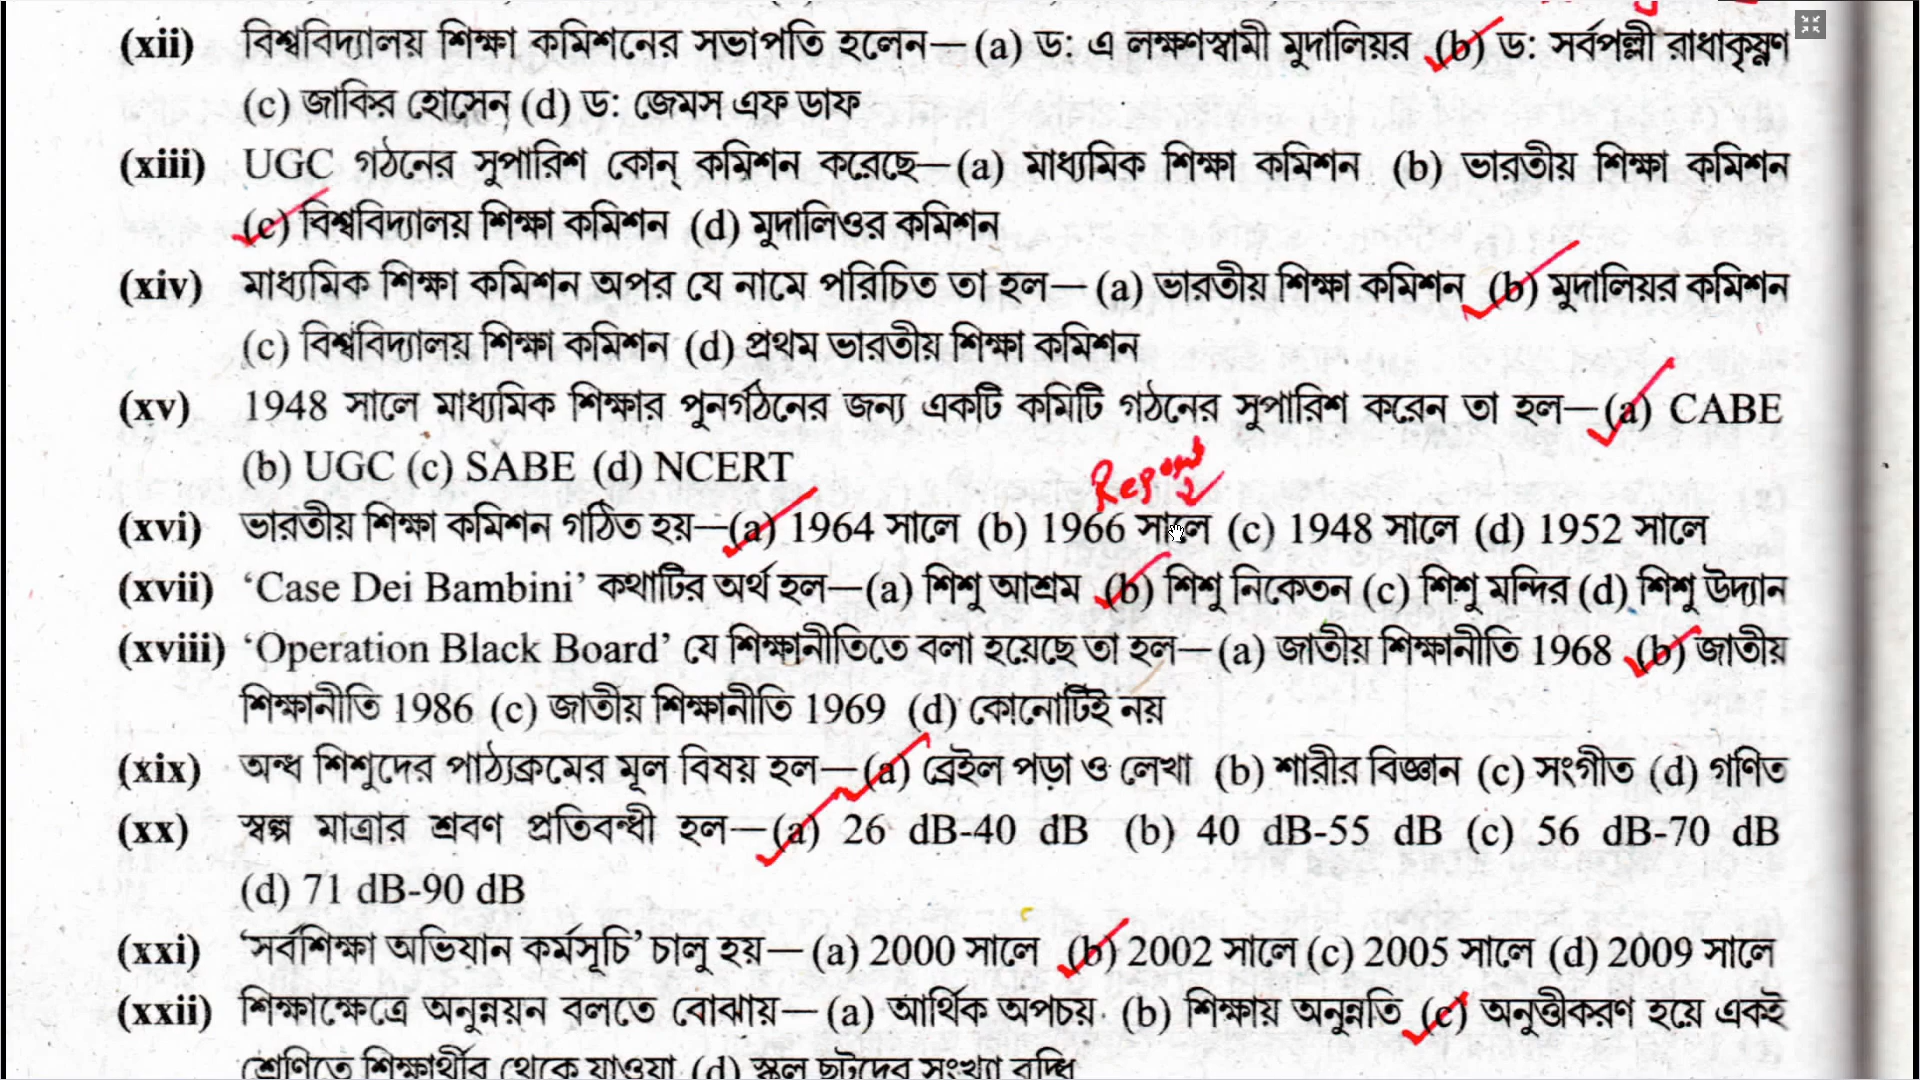 (xii) বিশ্ববিদ্যালয় শিক্ষা কমিশনের সভাপতি হলেন—(a) ড: এ লক্ষ্মণস্বামী মুদালিয়র (b) ড: সর্বপল্লী রাধাকৃষ্ণণ
(c) জাকির হোসেন (d) ড: জেমস এফ ডাফ
(xiii) UGC গঠনের সুপারিশ কোন্ কমিশন করেছে—(a) মাধ্যমিক শিক্ষা কমিশন (b) ভারতীয় শিক্ষা কমিশন
(c) বিশ্ববিদ্যালয় শিক্ষা কমিশন (d) মুদালিওর কমিশন
(xiv) মাধ্যমিক শিক্ষা কমিশন অপর যে নামে পরিচিত তা হল—(a) ভারতীয় শিক্ষা কমিশন (b) মুদালিয়র কমিশন
(c) বিশ্ববিদ্যালয় শিক্ষা কমিশন (d) প্রথম ভারতীয় শিক্ষা কমিশন
(xv) 1948 সালে মাধ্যমিক শিক্ষার পুনর্গঠনের জন্য একটি কমিটি গঠনের সুপারিশ করেন তা হল—(a) CABE
(b) UGC (c) SABE (d) NCERT
(xvi) ভারতীয় শিক্ষা কমিশন গঠিত হয়—(a) 1964 সালে (b) 1966 সালে (c) 1948 সালে (d) 1952 সালে
(xvii) ‘Case Dei Bambini’ কথাটির অর্থ হল—(a) শিশু আশ্রম (b) শিশু নিকেতন (c) শিশু মন্দির (d) শিশু উদ্যান
(xviii) ‘Operation Black Board’ যে শিক্ষানীতিতে বলা হয়েছে তা হল—(a) জাতীয় শিক্ষানীতি 1968 (b) জাতীয়
শিক্ষানীতি 1986 (c) জাতীয় শিক্ষানীতি 1969 (d) কোনোটিই নয়
(xix) অন্ধ শিশুদের পাঠ্যক্রমের মূল বিষয় হল—(a) ব্রেইল পড়া ও লেখা (b) শারীর বিজ্ঞান (c) সংগীত (d) গণিত
(xx) স্বল্প মাত্রার শ্রবণ প্রতিবন্ধী হল—(a) 26 dB-40 dB (b) 40 dB-55 dB (c) 56 dB-70 dB
(d) 71 dB-90 dB
(xxi) ‘সর্বশিক্ষা অভিযান কর্মসূচি’ চালু হয়—(a) 2000 সালে (b) 2002 সালে (c) 2005 সালে (d) 2009 সালে
(xxii) শিক্ষাক্ষেত্রে অনুন্নয়ন বলতে বোঝায়—(a) আর্থিক অপচয় (b) শিক্ষায় অনুন্নতি (c) অনুত্তীকরণ হয়ে একই
শ্রেণিতে শিক্ষার্থীর থেকে যাওয়া (d) স্কুল ছুটদের সংখ্যা বৃদ্ধি